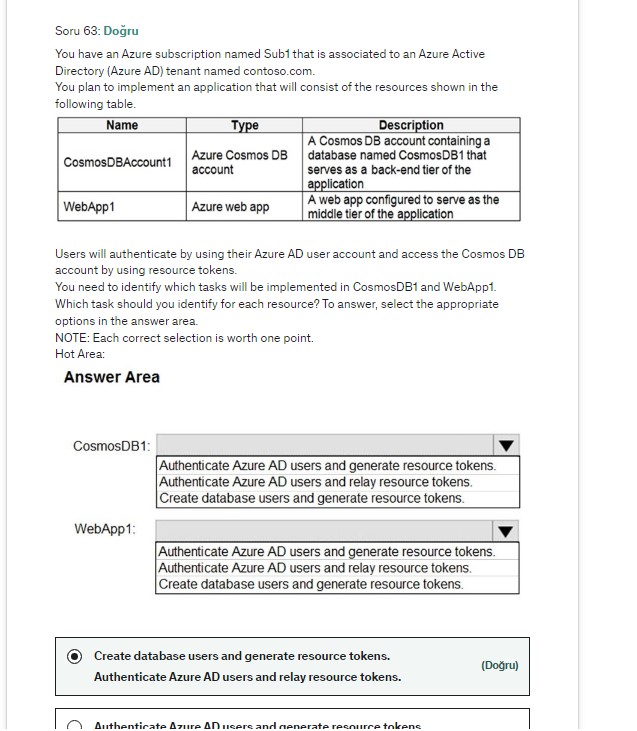 Soru 63: Doğru
You have an Azure subscription named Sub1 that is associated to an Azure Active
Directory (Azure AD) tenant named contoso.com.
You plan to implement an application that will consist of the resources shown in the
following table.
Name Type Description
CosmosDBAccount1 Azure Cosmos DB account A Cosmos DB account containing a database named CosmosDB1 that serves as a back-end tier of the application
WebApp1 Azure web app A web app configured to serve as the middle tier of the application
Users will authenticate by using their Azure AD user account and access the Cosmos DB
account by using resource tokens.
You need to identify which tasks will be implemented in CosmosDB1 and WebApp1.
Which task should you identify for each resource? To answer, select the appropriate
options in the answer area.
NOTE: Each correct selection is worth one point.
Hot Area:
Answer Area
CosmosDB1:
Authenticate Azure AD users and generate resource tokens.
Authenticate Azure AD users and relay resource tokens.
Create database users and generate resource tokens.
WebApp1:
Authenticate Azure AD users and generate resource tokens.
Authenticate Azure AD users and relay resource tokens.
Create database users and generate resource tokens.
Create database users and generate resource tokens.
(Doğru)
Authenticate Azure AD users and relay resource tokens.
Authenticate Azure AD users and generate resource tokens.